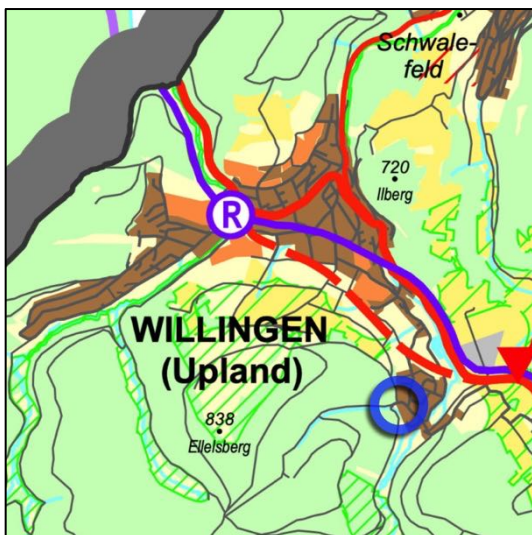 Schwale-
feld
720
Ilberg
R
WILLINGEN
(Upland)
838
Ellelsberg